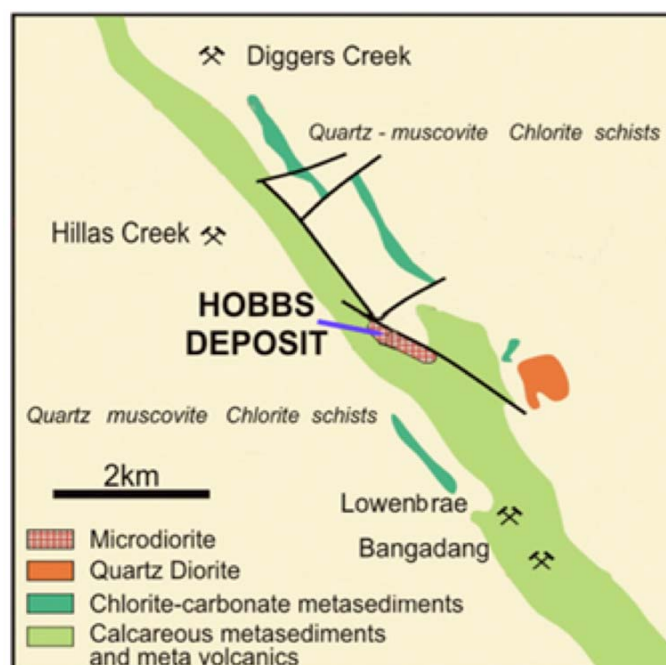 Diggers Creek
Quartz - muscovite Chlorite schists
Hillas Creek
HOBBS
DEPOSIT
Quartz muscovite Chlorite schists
2km
Lowenbrae
Bangadang
Microdiorite
Quartz Diorite
Chlorite-carbonate metasediments
Calcareous metasediments
and meta volcanics